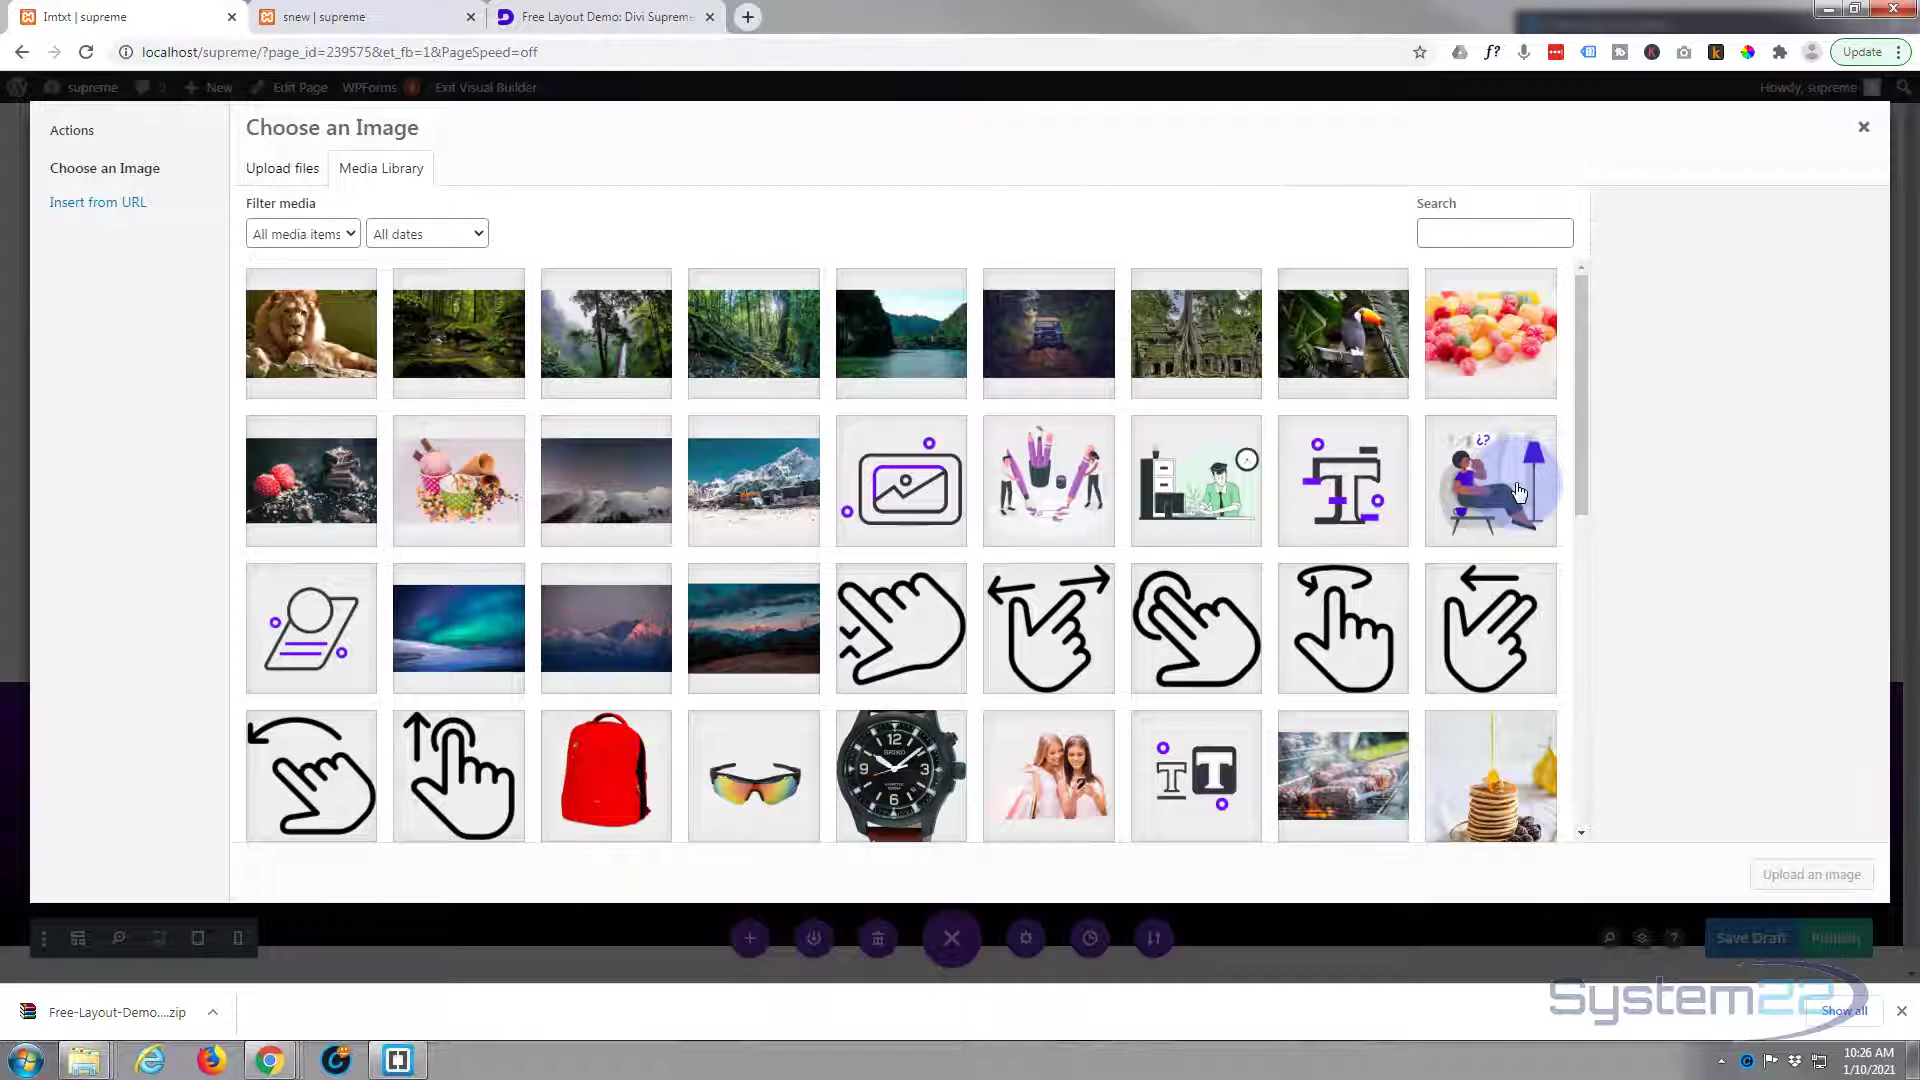 Imtxt | supreme
snew | supreme
Free Layout Demo: Divi Supreme
localhost/supreme/?page_id=239575&et_fb=1&PageSpeed=off
Update
supreme
0
New
Edit Page
WPForms
Exit Visual Builder
Howdy, supreme
Actions
Choose an Image
Choose an Image
Insert from URL
Upload files
Media Library
Filter media
All media items
All dates
Search
¿?
SEIKO
Upload an image
Save Draft
Publish
Free-Layout-Demo....zip
System22
Show all
10:26 AM
1/10/2021